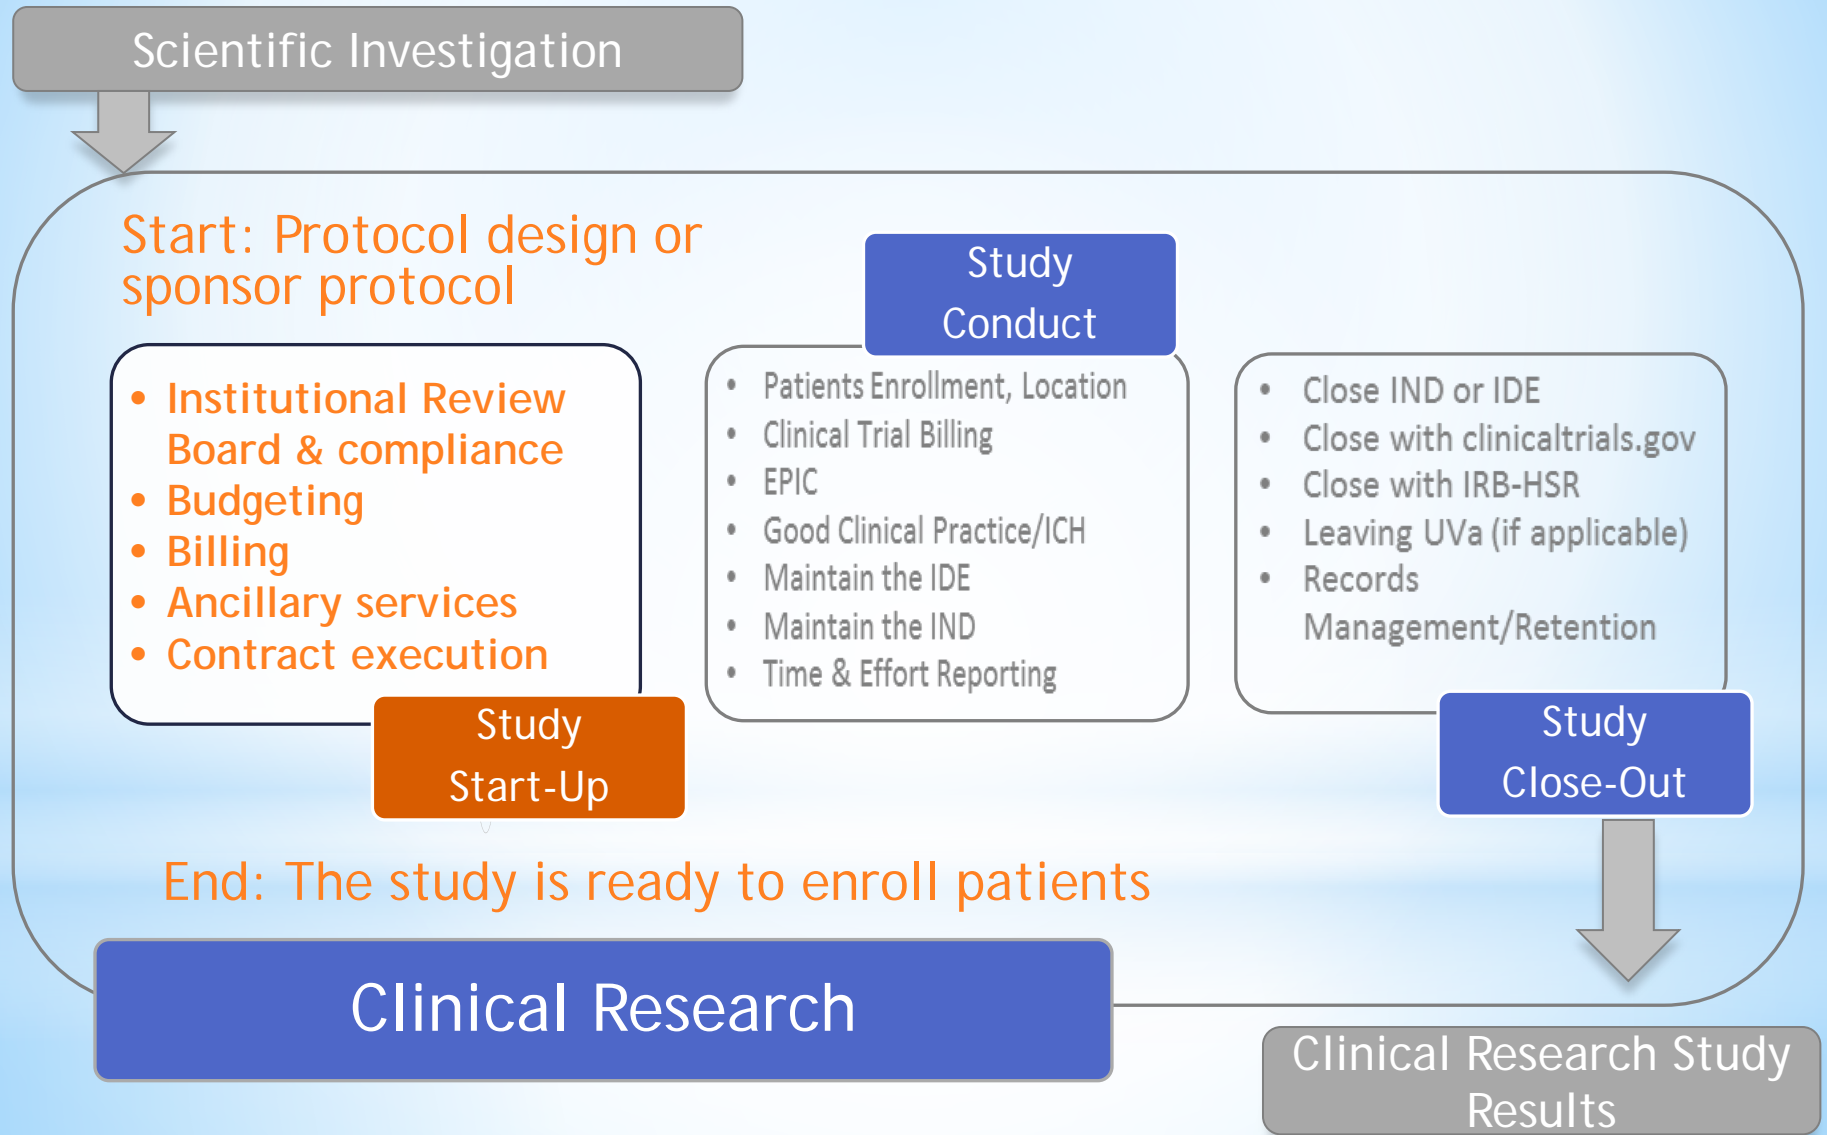 Scientific Investigation
Start: Protocol design or
sponsor protocol
• Institutional Review
Board & compliance
• Budgeting
• Billing
• Ancillary services
• Contract execution
Study
Start-Up
Study
Conduct
• Patients Enrollment, Location
• Clinical Trial Billing
• EPIC
• Good Clinical Practice/ICH
• Maintain the IDE
• Maintain the IND
• Time & Effort Reporting
• Close IND or IDE
• Close with clinicaltrials.gov
• Close with IRB-HSR
• Leaving UVa (if applicable)
• Records
Management/Retention
Study
Close-Out
End: The study is ready to enroll patients
Clinical Research
Clinical Research Study
Results